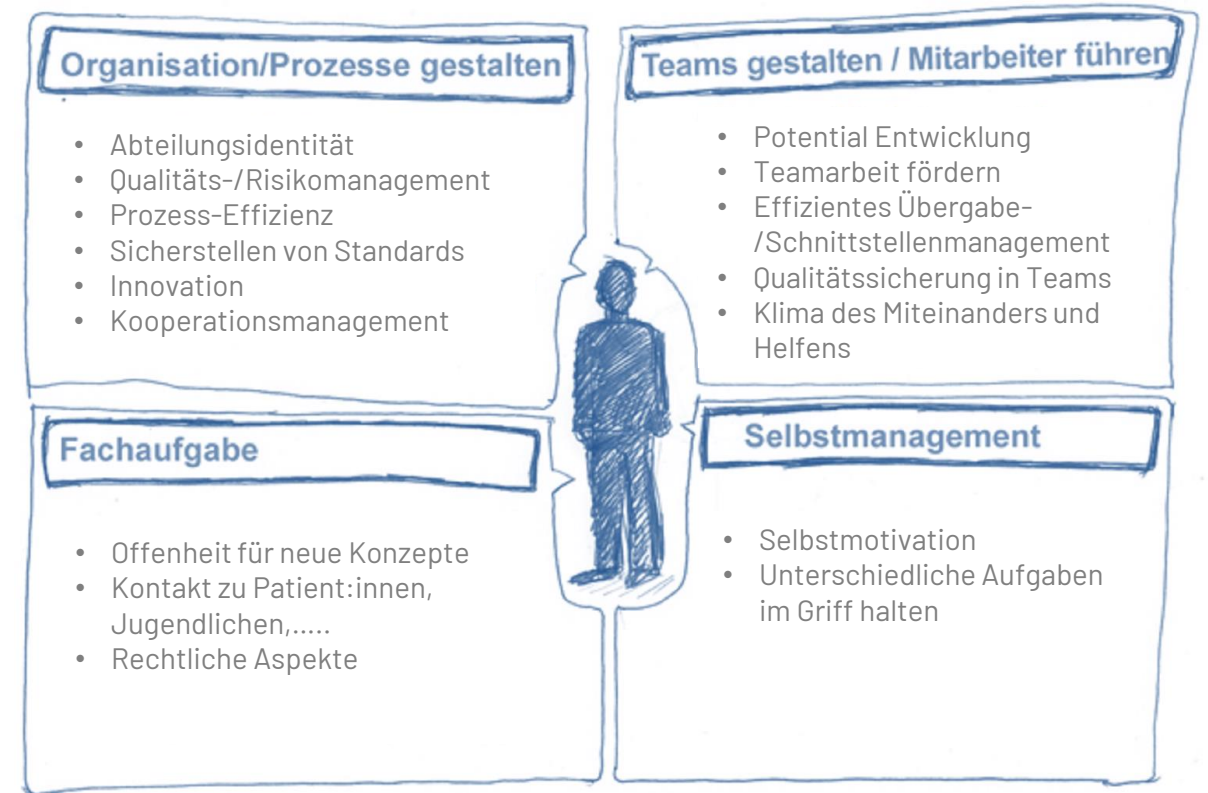 Organisation/Prozesse gestalten
• Abteilungsidentität
• Qualitäts-/Risikomanagement
• Prozess-Effizienz
• Sicherstellen von Standards
• Innovation
• Kooperationsmanagement
Teams gestalten / Mitarbeiter führen
• Potential Entwicklung
• Teamarbeit fördern
• Effizientes Übergabe-
/Schnittstellenmanagement
• Qualitätssicherung in Teams
• Klima des Miteinanders und
Helfens
Fachaufgabe
• Offenheit für neue Konzepte
• Kontakt zu Patient:innen,
Jugendlichen,.....
• Rechtliche Aspekte
Selbstmanagement
• Selbstmotivation
• Unterschiedliche Aufgaben
im Griff halten